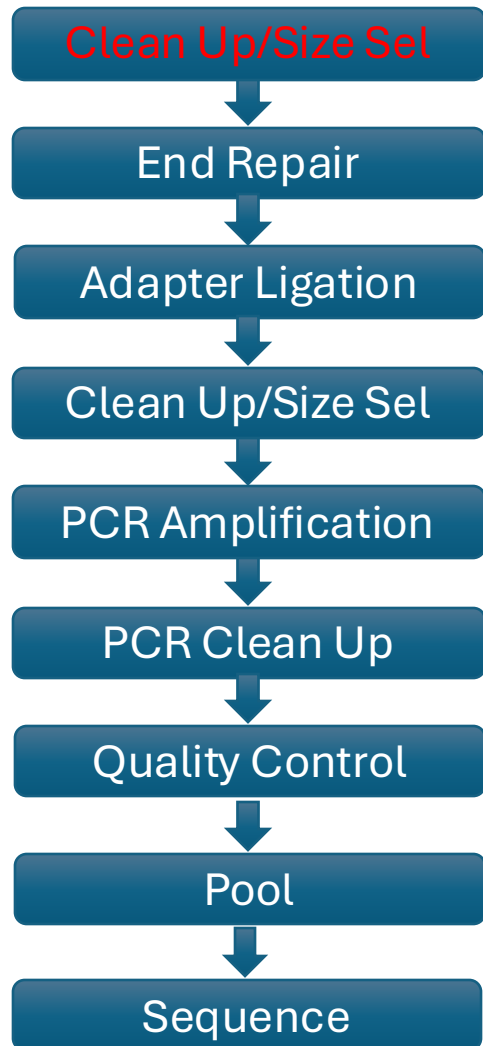 Clean Up/Size Sel
End Repair
Adapter Ligation
Clean Up/Size Sel
PCR Amplification
PCR Clean Up
Quality Control
Pool
Sequence